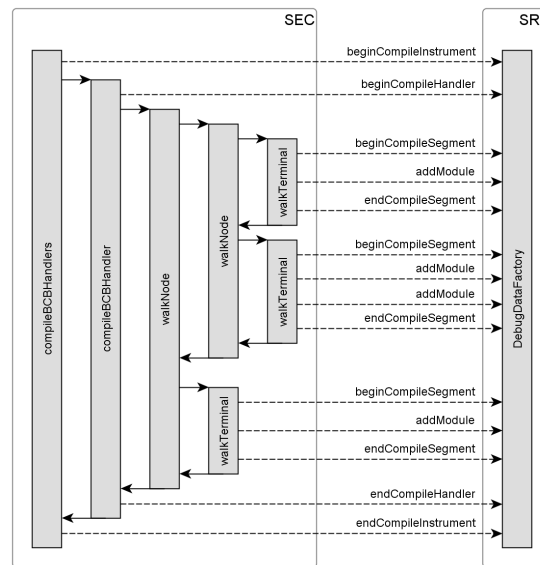 SEC
SR
beginCompileInstrument
beginCompileHandler
beginCompileSegment
addModule
endCompileSegment
beginCompileSegment
addModule
addModule
endCompileSegment
beginCompileSegment
addModule
endCompileSegment
endCompileHandler
endCompileInstrument
compileBCBHandlers
compileBCBHandler
walkNode
walkNode
walkTerminal
walkTerminal
walkTerminal
DebugDataFactory